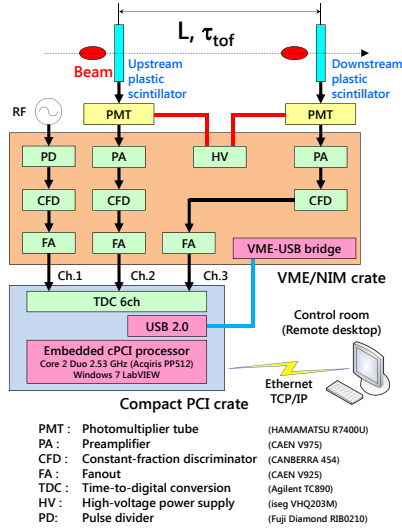 L, τtof
Beam
Upstream
plastic
scintillator
Downstream
plastic
scintillator
RF
PMT
PMT
PD
PA
HV
PA
CFD
CFD
CFD
FA
FA
FA
VME-USB bridge
Ch.1
Ch.2
Ch.3
VME/NIM crate
TDC 6ch
USB 2.0
Embedded cPCI processor
Core 2 Duo 2.53 GHz (Acqiris PP512)
Windows 7 LabVIEW
Control room
(Remote desktop)
Ethernet
TCP/IP
Compact PCI crate
PMT : Photomultiplier tube (HAMAMATSU R7400U)
PA : Preamplifier (CAEN V975)
CFD : Constant-fraction discriminator (CANBERRA 454)
FA : Fanout (CAEN V925)
TDC : Time-to-digital conversion (Agilent TC890)
HV : High-voltage power supply (iseg VHQ203M)
PD: Pulse divider (Fuji Diamond RIB0210)